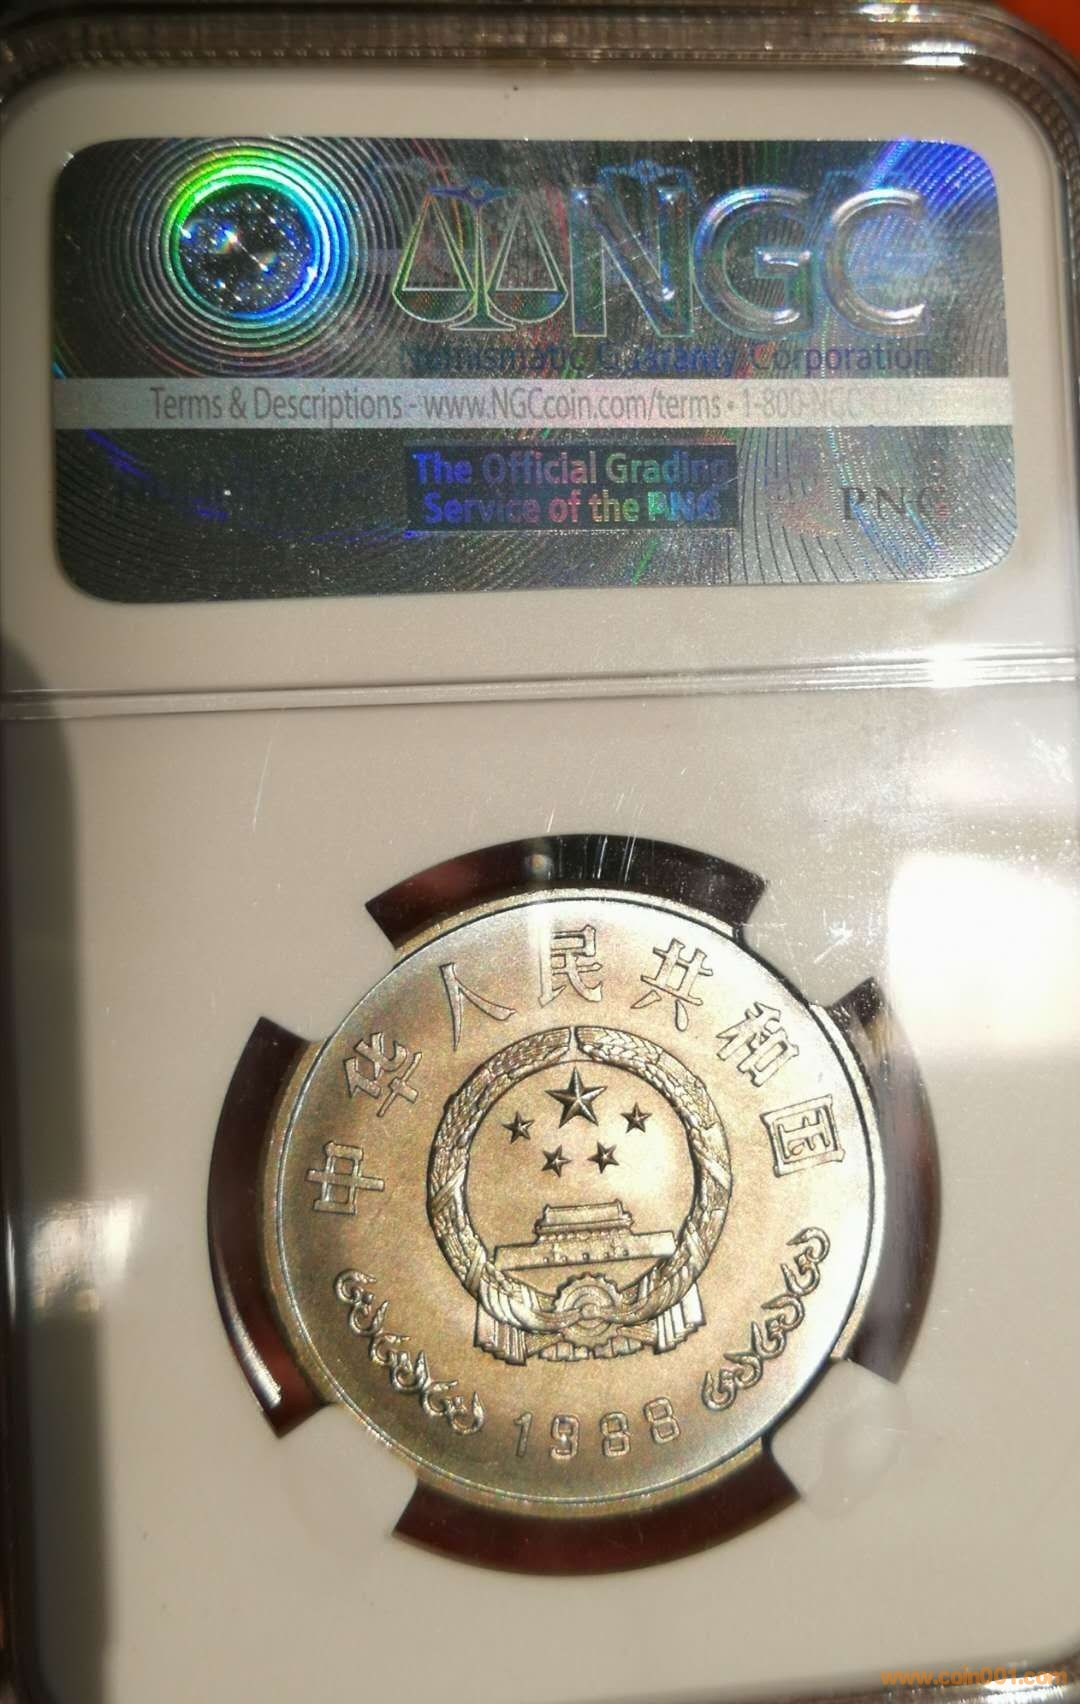 NGC
Numismatic Guaranty Corporation
Terms & Descriptions - www.NGCcoin.com/terms • 1-800-NGC-COIN
The Official Grading
Service of the PNG
PNG
中华人民共和国
1988
www.coin001.com